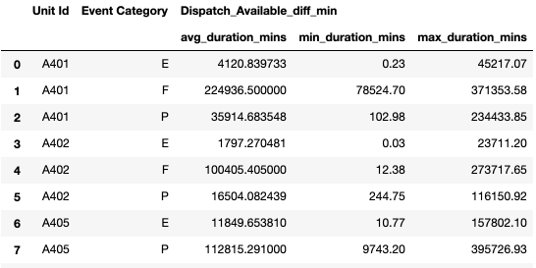 Unit Id Event Category Dispatch_Available_diff_min
avg_duration_mins min_duration_mins max_duration_mins
0 A401 E 4120.839733 0.23 45217.07
1 A401 F 224936.500000 78524.70 371353.58
2 A401 P 35914.683548 102.98 234433.85
3 A402 E 1797.270481 0.03 23711.20
4 A402 F 100405.405000 12.38 273717.65
5 A402 P 16504.082439 244.75 116150.92
6 A405 E 11849.653810 10.77 157802.10
7 A405 P 112815.291000 9743.20 395726.93